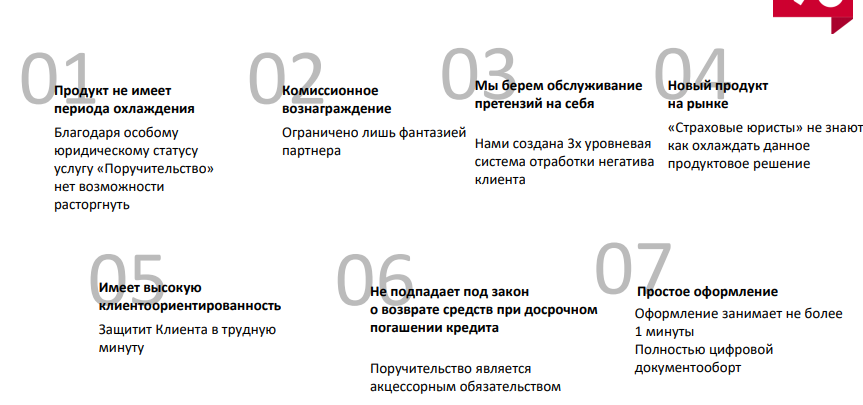 01
Продукт не имеет
периода охлаждения
Благодаря особому
юридическому статусу
услугу «Поручительство»
нет возможности
расторгнуть
02
Комиссионное
вознаграждение
Ограничено лишь фантазией
партнера
03
Мы берем обслуживание
претензий на себя
Нами создана 3х уровневая
система отработки негатива
клиента
04
Новый продукт
на рынке
«Страховые юристы» не знают
как охлаждать данное
продуктовое решение
05
Имеет высокую
клиентоориентированность
Защитит Клиента в трудную
минуту
06
Не подпадает под закон
о возврате средств при досрочном
погашении кредита
Поручительство является
акцессорным обязательством
07
Простое оформление
Оформление занимает не более
1 минуты
Полностью цифровой
документооборт